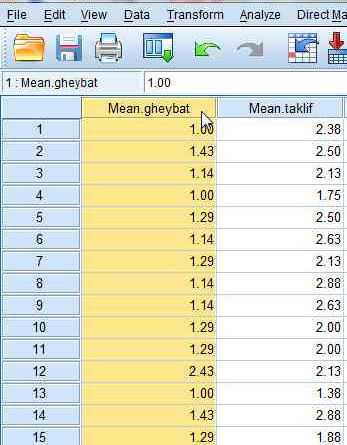 File Edit View Data Transform Analyze Direct Ma
1 : Mean.gheybat 1.00
Mean.gheybat Mean.taklif
1 1.00 2.38
2 1.43 2.50
3 1.14 2.13
4 1.00 1.75
5 1.29 2.50
6 1.14 2.63
7 1.29 2.13
8 1.14 2.88
9 1.14 2.63
10 1.29 2.00
11 1.29 2.00
12 2.43 2.13
13 1.00 1.38
14 1.43 2.88
15 1.29 1.88